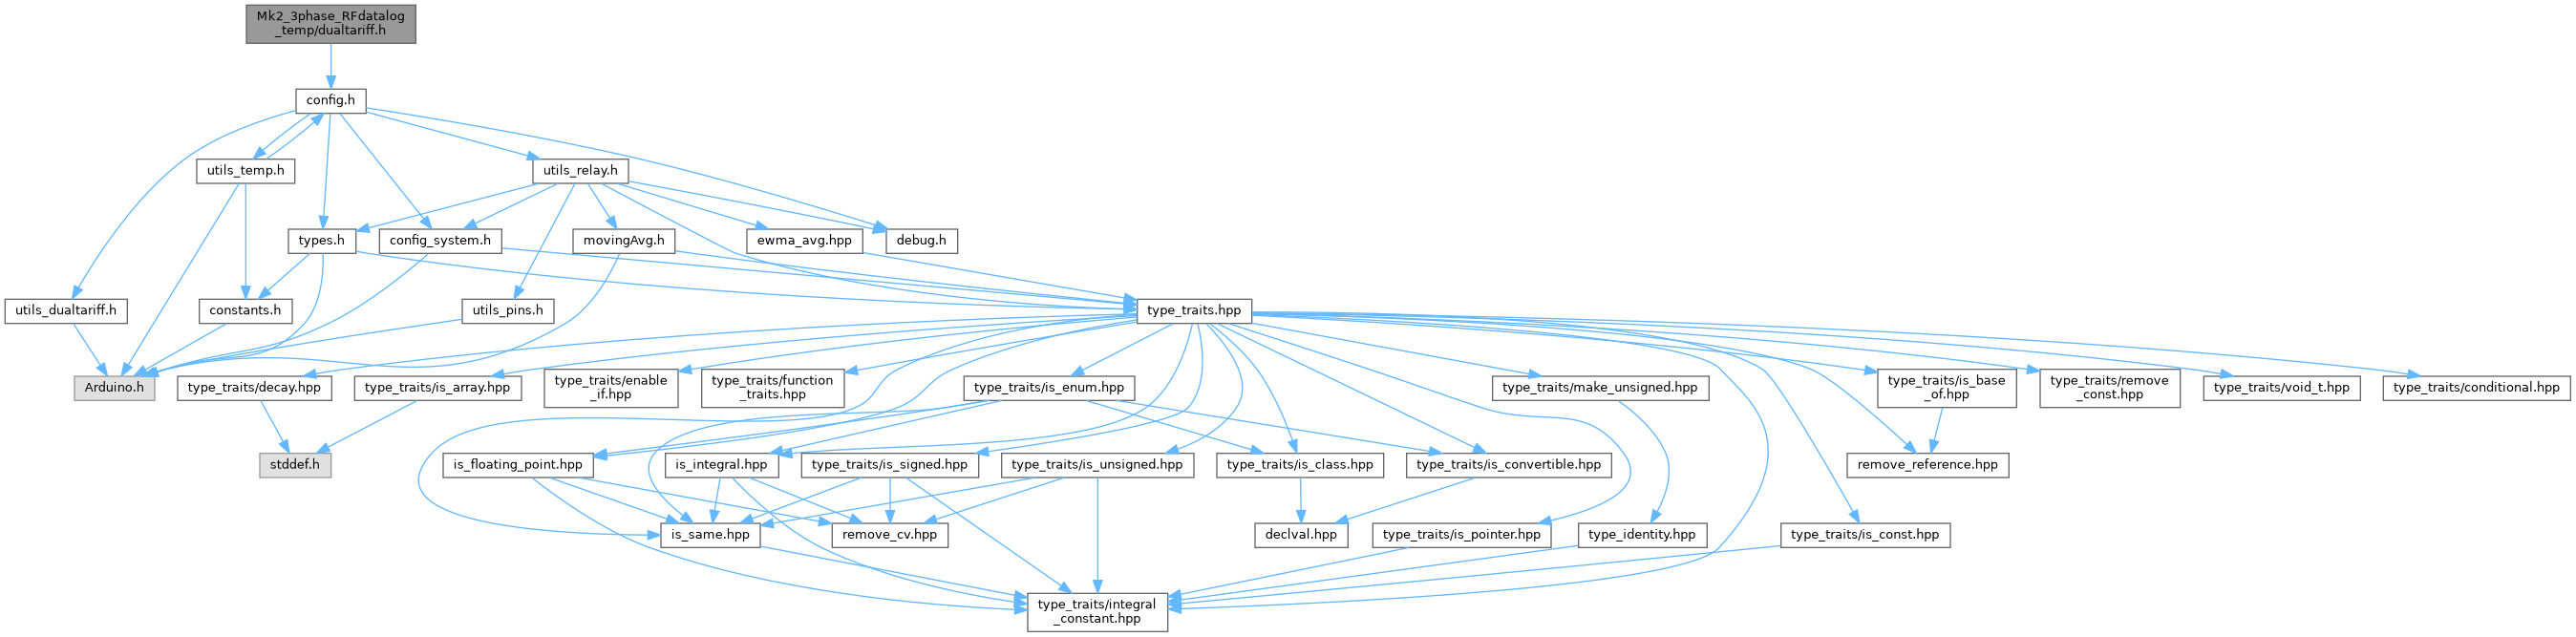 Mk2_3phase_RFdatalog
_temp/dualtariff.h
config.h
utils_temp.h
utils_relay.h
types.h
config_system.h
movingAvg.h
ewma_avg.hpp
debug.h
utils_dualtariff.h
constants.h
utils_pins.h
type_traits.hpp
Arduino.h
type_traits/decay.hpp
type_traits/is_array.hpp
type_traits/enable
_if.hpp
type_traits/function
_traits.hpp
type_traits/is_enum.hpp
type_traits/make_unsigned.hpp
type_traits/is_base
_of.hpp
type_traits/remove
_const.hpp
type_traits/void_t.hpp
type_traits/conditional.hpp
stddef.h
is_floating_point.hpp
is_integral.hpp
type_traits/is_signed.hpp
type_traits/is_unsigned.hpp
type_traits/is_class.hpp
type_traits/is_convertible.hpp
remove_reference.hpp
is_same.hpp
remove_cv.hpp
declval.hpp
type_traits/is_pointer.hpp
type_identity.hpp
type_traits/is_const.hpp
type_traits/integral
_constant.hpp